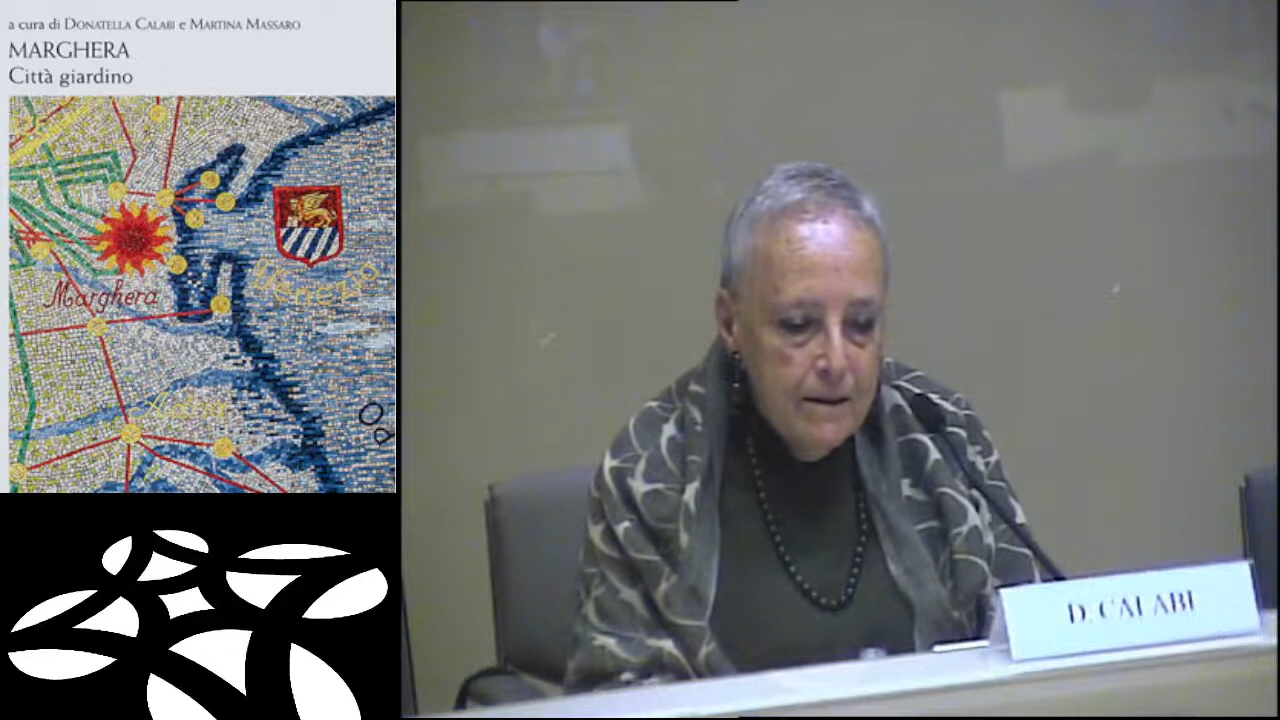 a cura di DONATELLA CALABI e MARTINA MASSARO
MARGHERA
Città giardino
Venezia
Marghera
D. CALABI